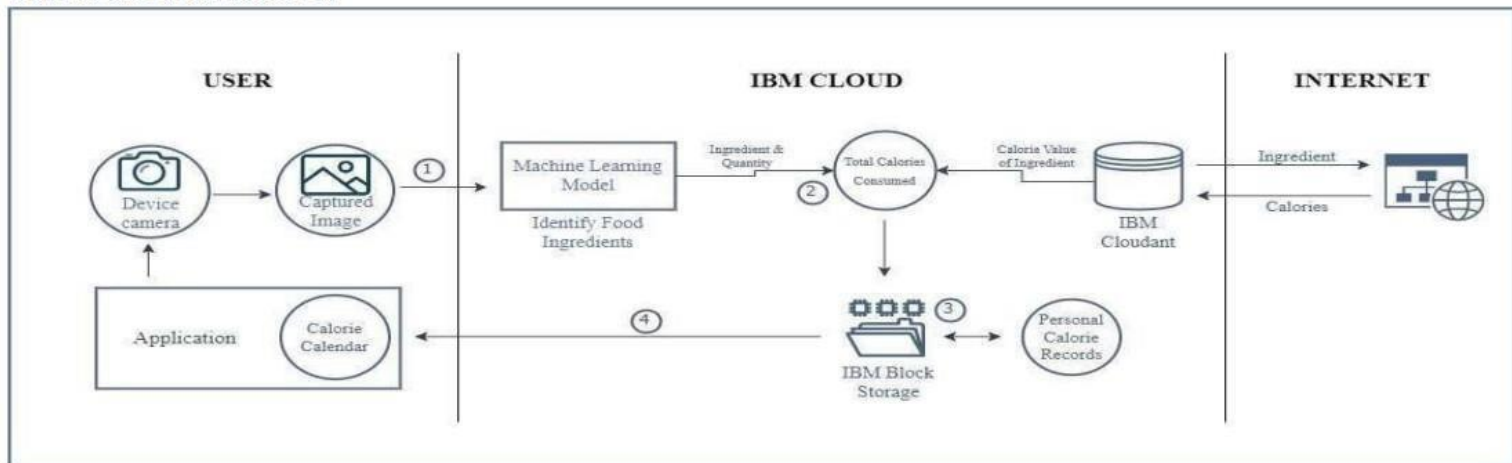 USER
IBM CLOUD
INTERNET
Device
camera
Captured
Image
1
Machine Learning
Model
Identify Food
Ingredients
Ingredient &
Quantity
2
Total Calories
Consumed
Calorie Value
of Ingredient
IBM
Cloudant
Ingredient
Calories
Application
Calorie
Calendar
4
3
IBM Block
Storage
Personal
Calorie
Records